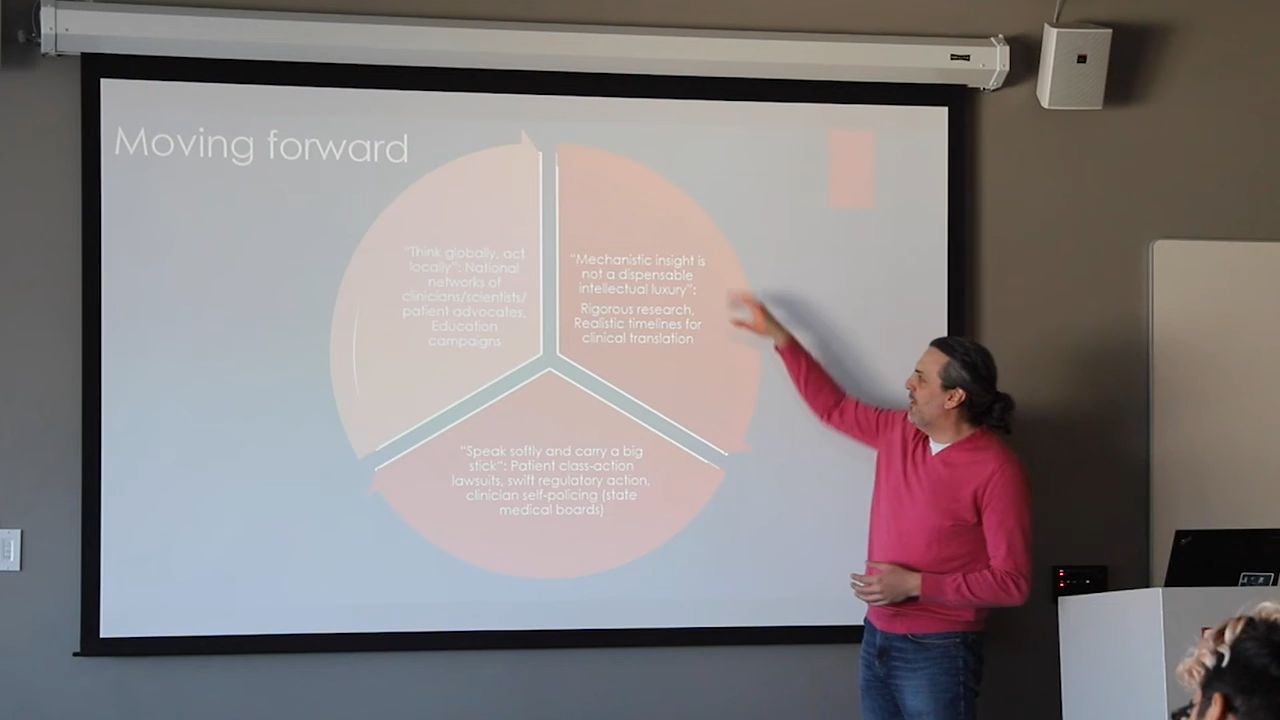 Moving forward
"Think globally, act
locally": National
networks of
clinicians/scientists/
patient advocates,
Education
campaigns
"Mechanistic insight is
not a dispensable
intellectual luxury":
Rigorous research,
Realistic timelines for
clinical translation
"Speak softly and carry a big
stick": Patient class-action
lawsuits, swift regulatory action,
clinician self-policing (state
medical boards)